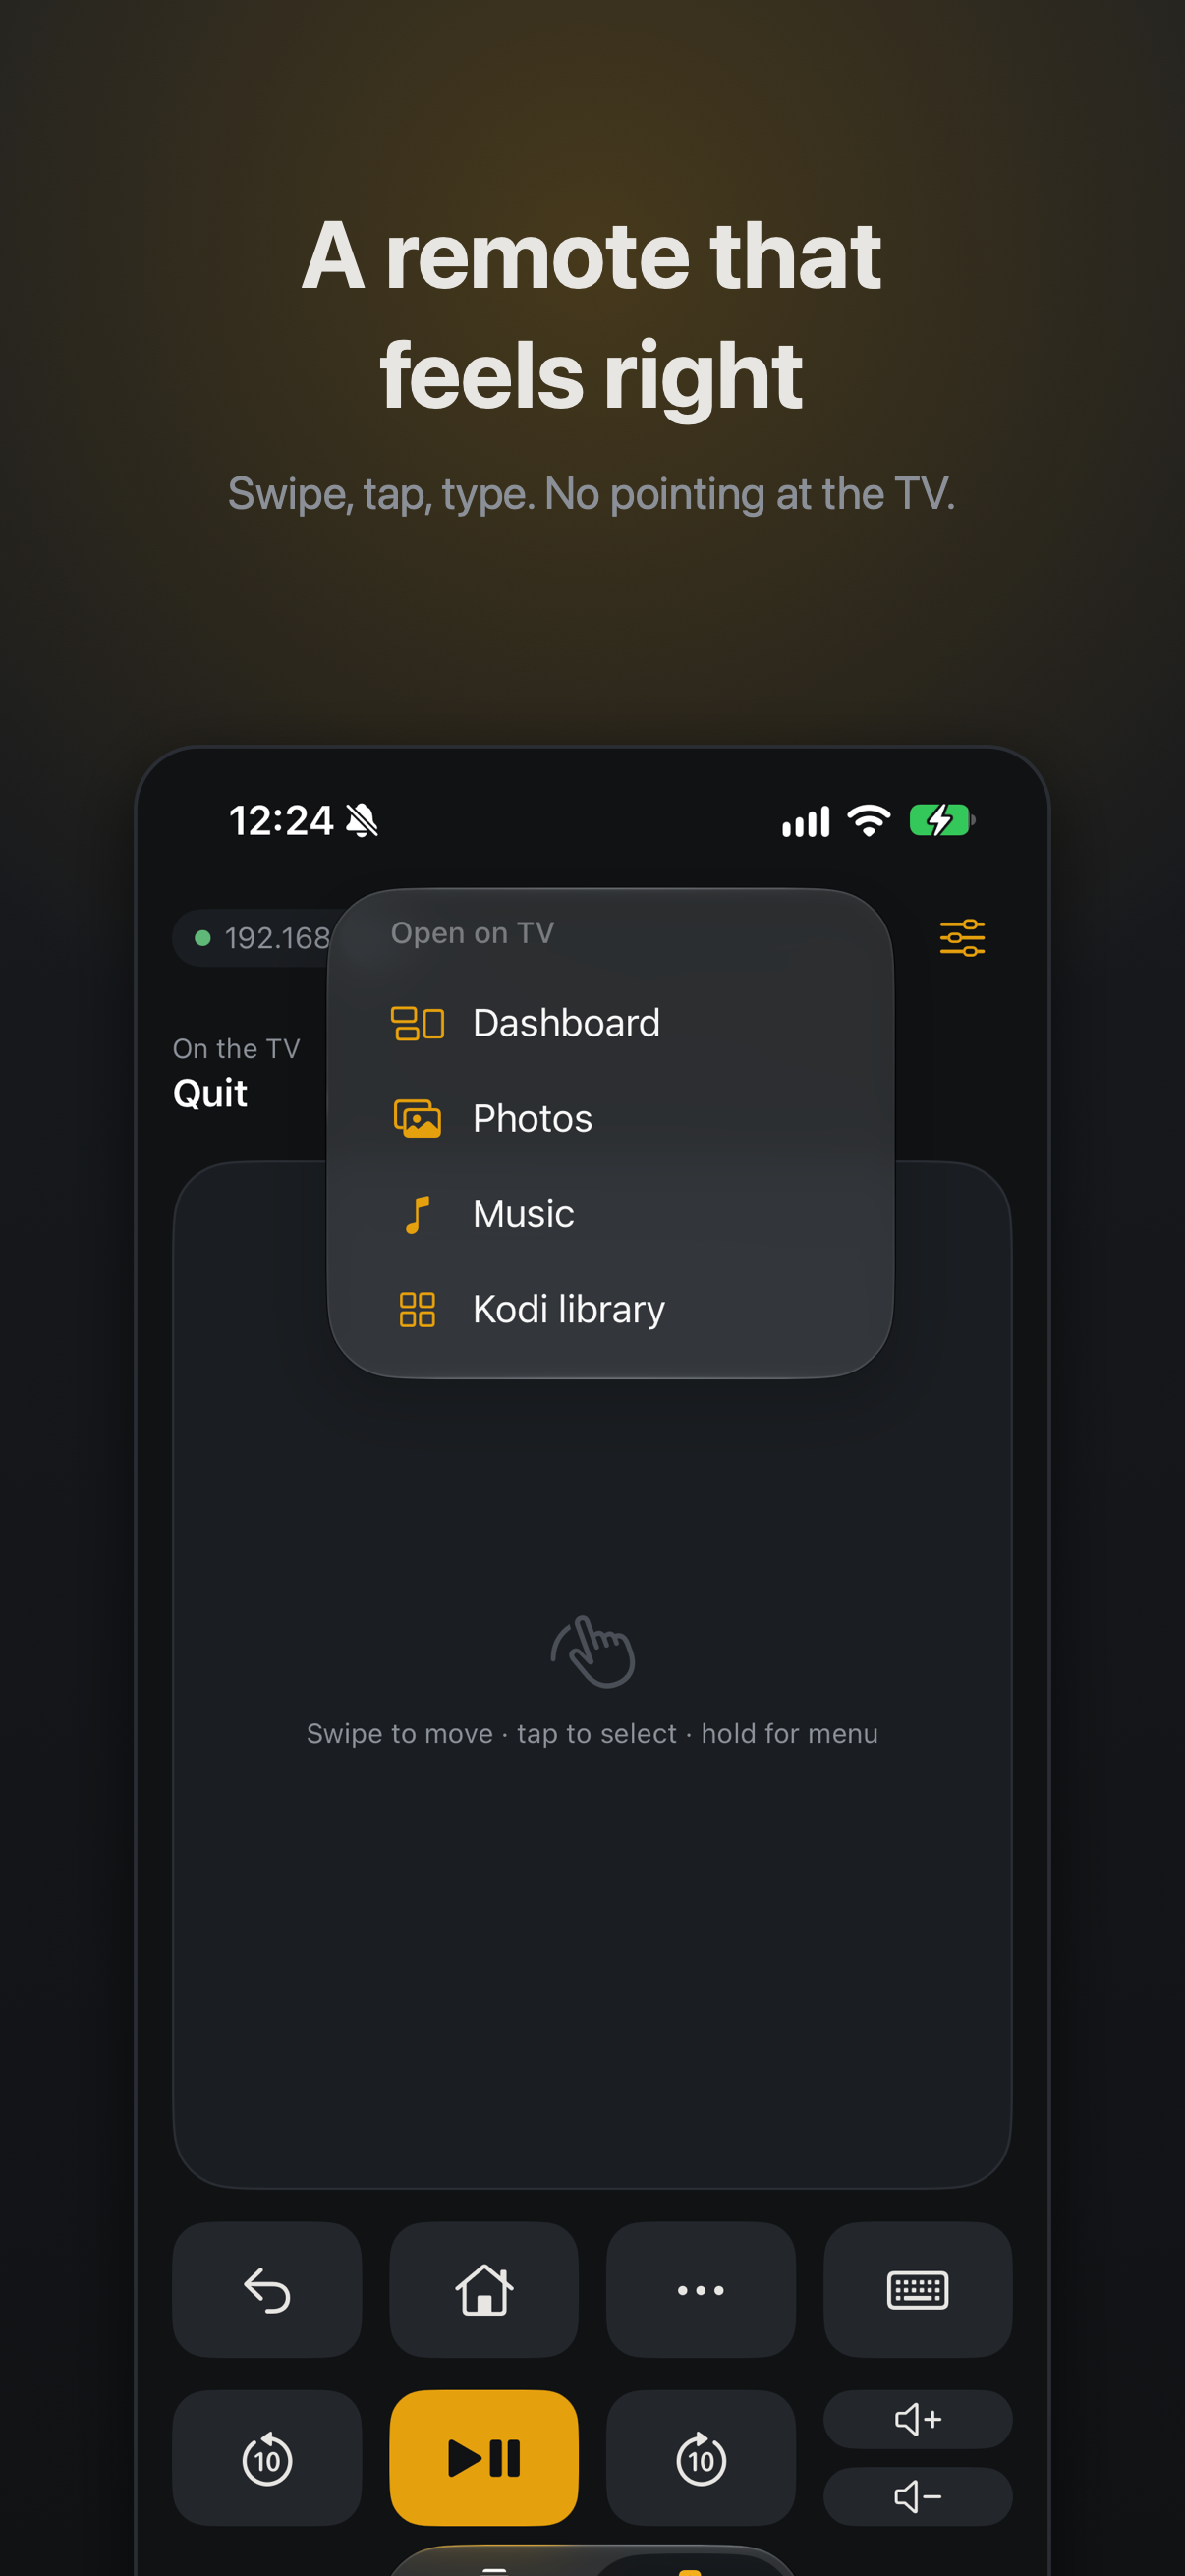 A remote that
feels right
Swipe, tap, type. No pointing at the TV.
12:24
192.168
Open on TV
Dashboard
On the TV
Quit
Photos
Music
Kodi library
Swipe to move · tap to select · hold for menu
10
10